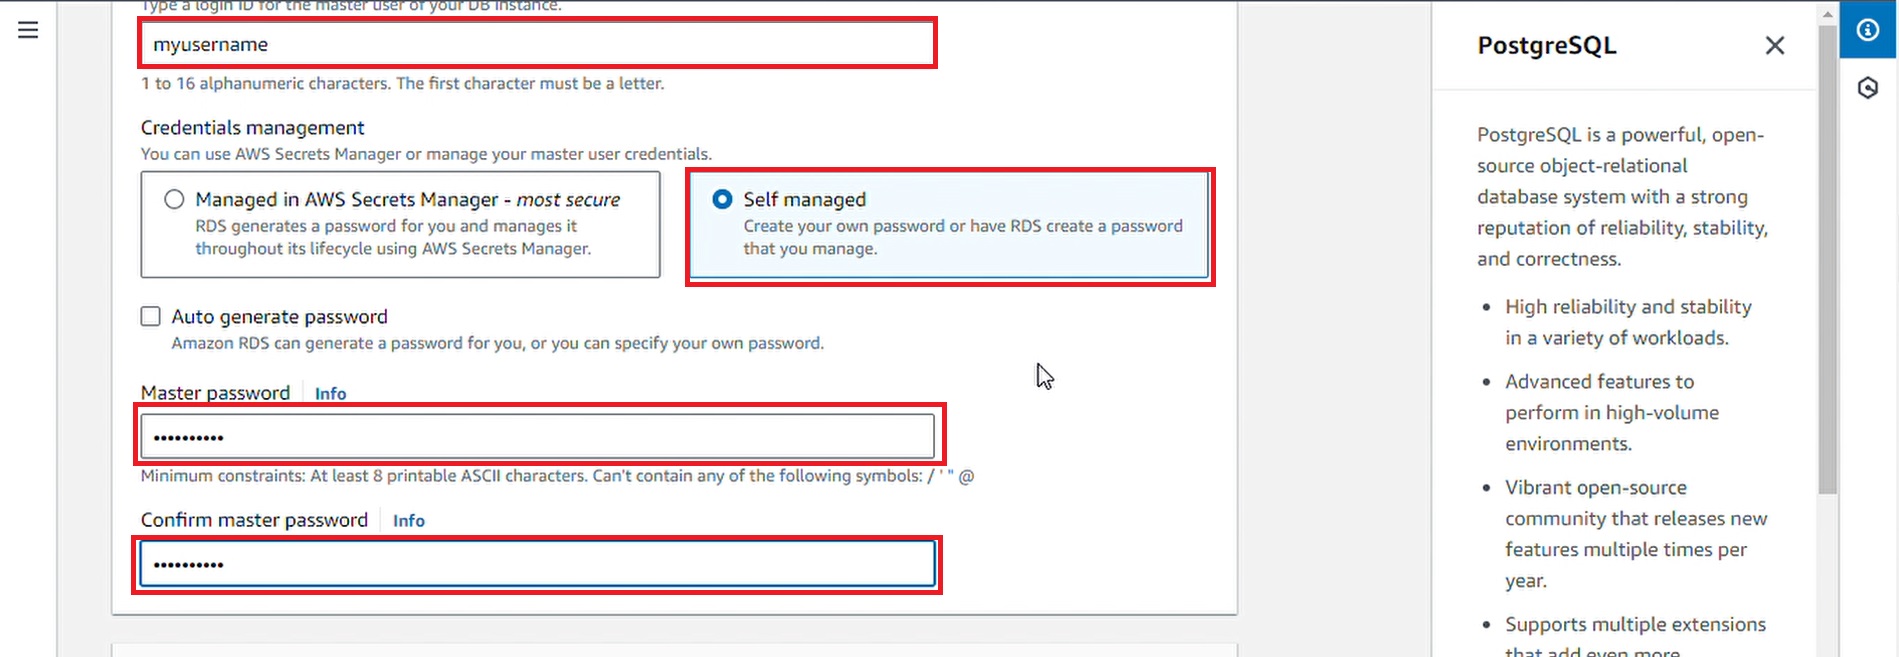 Type a login ID for the master user of your DB instance.
myusername
1 to 16 alphanumeric characters. The first character must be a letter.
Credentials management
You can use AWS Secrets Manager or manage your master user credentials.
Managed in AWS Secrets Manager - most secure
RDS generates a password for you and manages it
throughout its lifecycle using AWS Secrets Manager.
Self managed
Create your own password or have RDS create a password
that you manage.
Auto generate password
Amazon RDS can generate a password for you, or you can specify your own password.
Master password Info
••••••••••
Minimum constraints: At least 8 printable ASCII characters. Can't contain any of the following symbols: / ' " @
Confirm master password Info
••••••••••
PostgreSQL
PostgreSQL is a powerful, open-
source object-relational
database system with a strong
reputation of reliability, stability,
and correctness.
• High reliability and stability
in a variety of workloads.
• Advanced features to
perform in high-volume
environments.
• Vibrant open-source
community that releases new
features multiple times per
year.
• Supports multiple extensions
that add even more